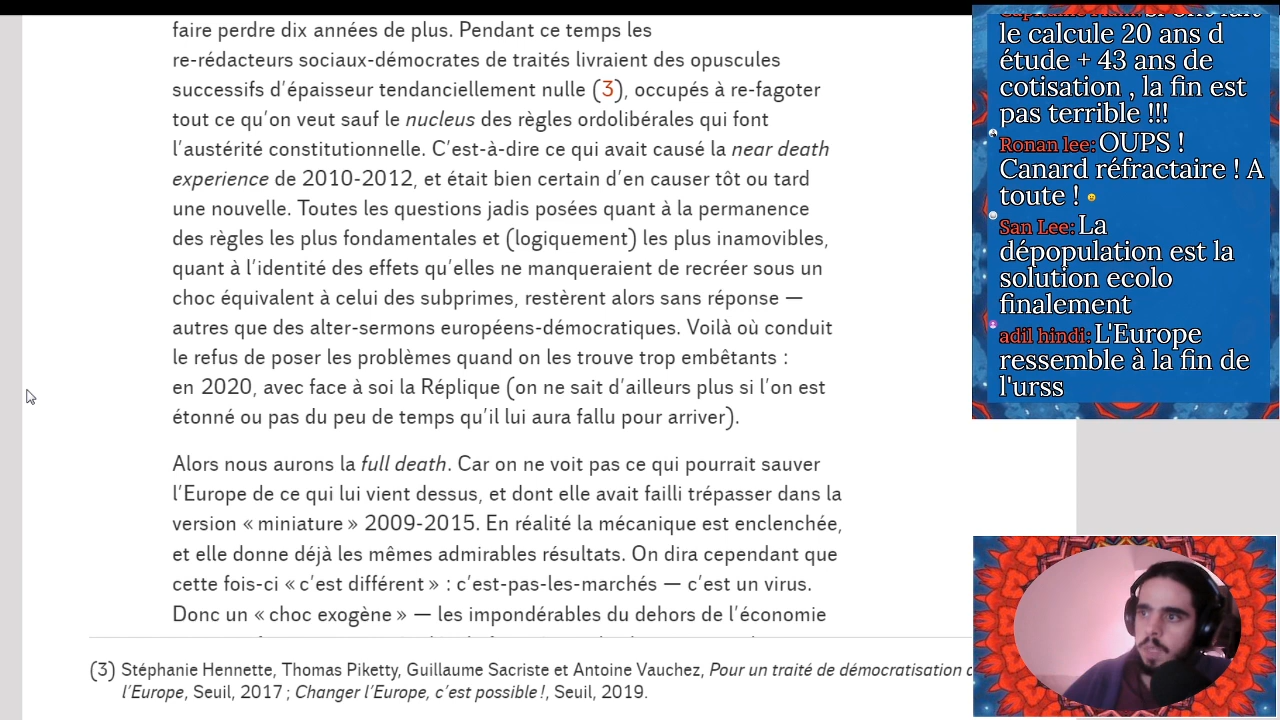 faire perdre dix années de plus. Pendant ce temps les
re-rédacteurs sociaux-démocrates de traités livraient des opuscules
successifs d’épaisseur tendanciellement nulle (3), occupés à re-fagoter
tout ce qu’on veut sauf le nucleus des règles ordolibérales qui font
l’austérité constitutionnelle. C’est-à-dire ce qui avait causé la near death
experience de 2010-2012, et était bien certain d’en causer tôt ou tard
une nouvelle. Toutes les questions jadis posées quant à la permanence
des règles les plus fondamentales et (logiquement) les plus inamovibles,
quant à l’identité des effets qu’elles ne manqueraient de recréer sous un
choc équivalent à celui des subprimes, restèrent alors sans réponse —
autres que des alter-sermons européens-démocratiques. Voilà où conduit
le refus de poser les problèmes quand on les trouve trop embêtants :
en 2020, avec face à soi la Réplique (on ne sait d’ailleurs plus si l’on est
étonné ou pas du peu de temps qu’il lui aura fallu pour arriver).
Alors nous aurons la full death. Car on ne voit pas ce qui pourrait sauver
l’Europe de ce qui lui vient dessus, et dont elle avait failli trépasser dans la
version « miniature » 2009-2015. En réalité la mécanique est enclenchée,
et elle donne déjà les mêmes admirables résultats. On dira cependant que
cette fois-ci « c’est différent » : c’est-pas-les-marchés — c’est un virus.
Donc un « choc exogène » — les impondérables du dehors de l’économie
(3) Stéphanie Hennette, Thomas Piketty, Guillaume Sacriste et Antoine Vauchez, Pour un traité de démocratisation
l’Europe, Seuil, 2017 ; Changer l’Europe, c’est possible !, Seuil, 2019.
le calcule 20 ans d
étude + 43 ans de
cotisation , la fin est
pas terrible !!!
Ronan lee: OUPS !
Canard réfractaire ! A
toute !
San Lee: La
dépopulation est la
solution ecolo
finalement
adil hindi: L'Europe
ressemble à la fin de
l'urss